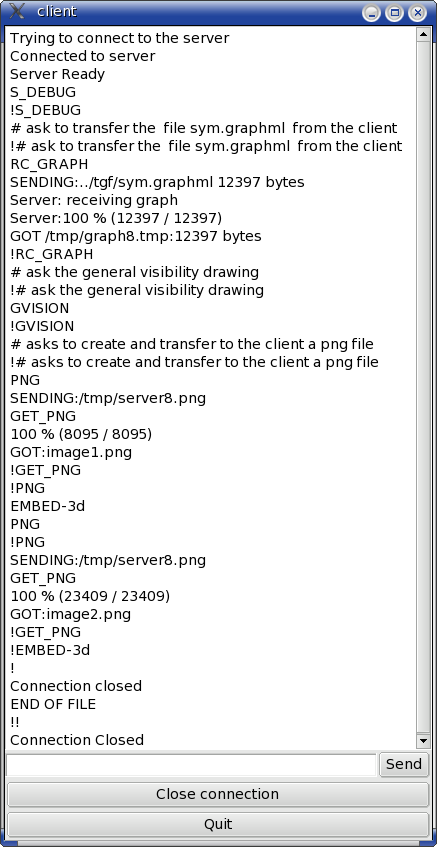 client
Trying to connect to the server
Connected to server
Server Ready
S_DEBUG
!S_DEBUG
# ask to transfer the  file sym.graphml  from the client
!# ask to transfer the  file sym.graphml  from the client
RC_GRAPH
SENDING:../tgf/sym.graphml 12397 bytes
Server: receiving graph
Server:100 % (12397 / 12397)
GOT /tmp/graph8.tmp:12397 bytes
!RC_GRAPH
# ask the general visibility drawing
!# ask the general visibility drawing
GVISION
!GVISION
# asks to create and transfer to the client a png file
!# asks to create and transfer to the client a png file
PNG
SENDING:/tmp/server8.png
GET_PNG
100 % (8095 / 8095)
GOT:image1.png
!GET_PNG
!PNG
EMBED-3d
PNG
!PNG
SENDING:/tmp/server8.png
GET_PNG
100 % (23409 / 23409)
GOT:image2.png
!GET_PNG
!EMBED-3d
!
Connection closed
END OF FILE
!!
Connection Closed
Send
Close connection
Quit